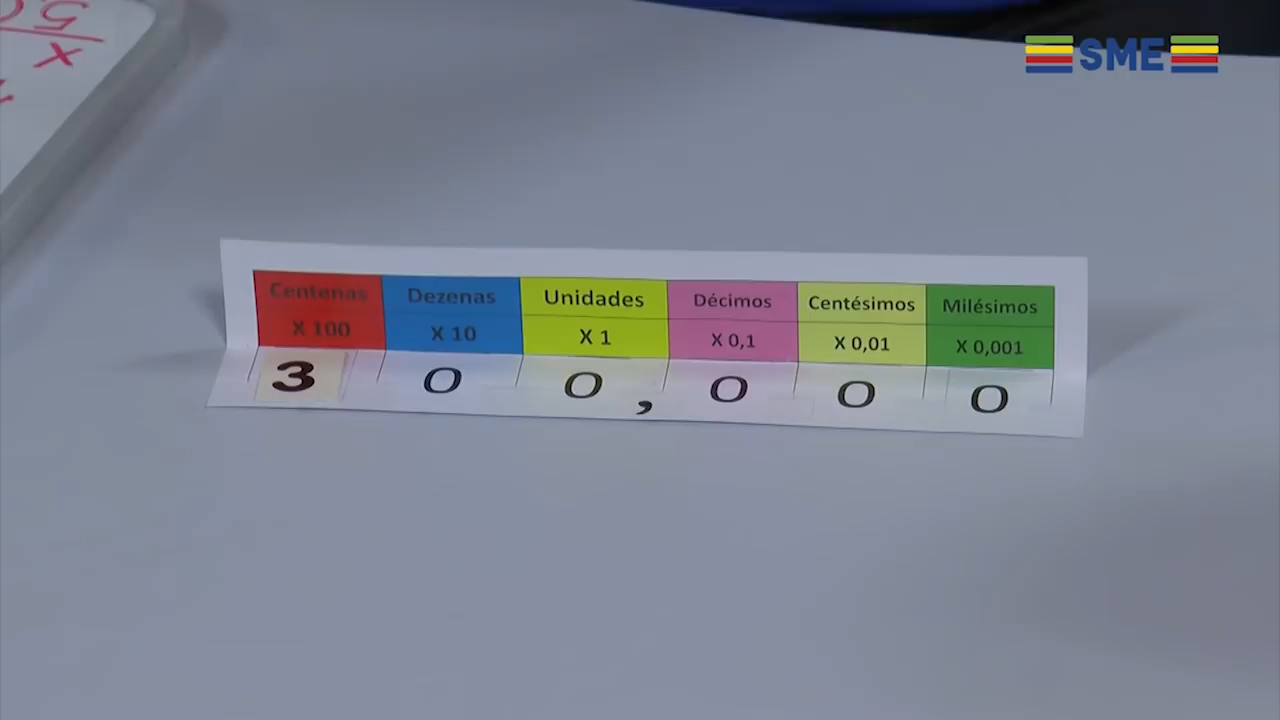 SME
Centenas Dezenas Unidades Décimos Centésimos Milésimos
X 100 X 10 X 1 X 0,1 X 0,01 X 0,001
3 0 0 , 0 0 0
5
x